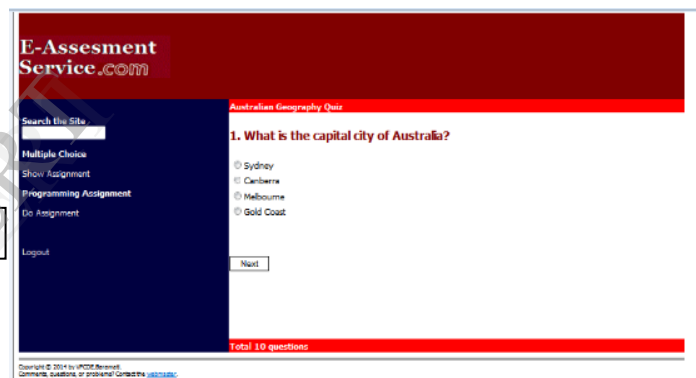 E-Assesment
Service.com
Australian Geography Quiz
Search the Site
1. What is the capital city of Australia?
Multiple Choice
Show Assignment
Programming Assignment
Do Assignment
Sydney
Canberra
Melbourne
Gold Coast
Logout
Next
Total 10 questions
Copyright © 2014 by VPCOE,Baramati.
Comments, questions, or problems? Contact the webmaster.